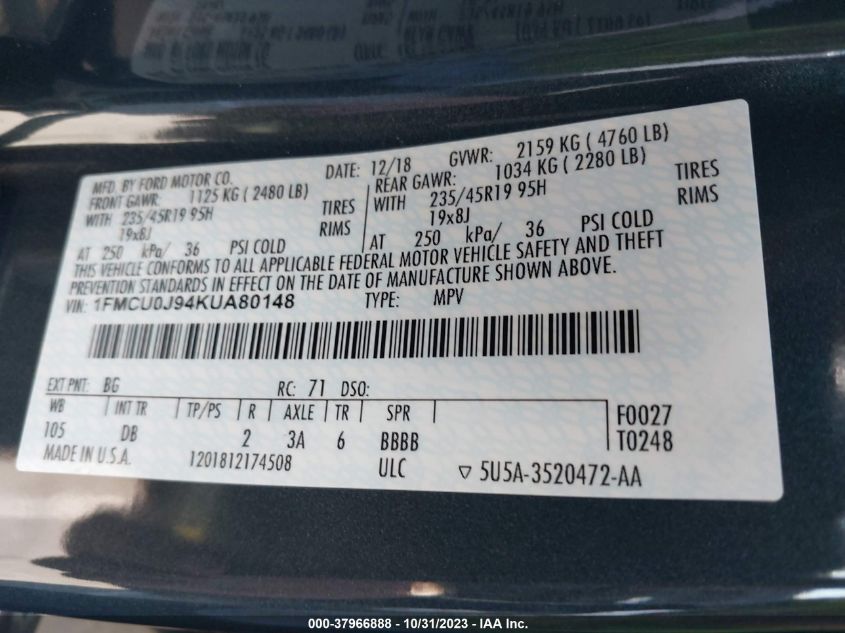 MFD. BY FORD MOTOR CO. DATE: 12/18 GVWR: 2159 KG ( 4760 LB)
FRONT GAWR: 1125 KG ( 2480 LB) REAR GAWR: 1034 KG ( 2280 LB)
WITH 235/45R19 95H TIRES WITH 235/45R19 95H TIRES
19x8J RIMS 19x8J RIMS
AT 250 kPa/ 36 PSI COLD AT 250 kPa/ 36 PSI COLD
THIS VEHICLE CONFORMS TO ALL APPLICABLE FEDERAL MOTOR VEHICLE SAFETY AND THEFT
PREVENTION STANDARDS IN EFFECT ON THE DATE OF MANUFACTURE SHOWN ABOVE.
VIN: 1FMCU0J94KUA80148 TYPE: MPV
EXT PNT: BG RC: 71 DSO:
WB INT TR TP/PS R AXLE TR SPR F0027
105 DB 2 3A 6 BBBB T0248
MADE IN U.S.A. 1201812174508 ULC 5U5A-3520472-AA
000-37966888 - 10/31/2023 - IAA Inc.